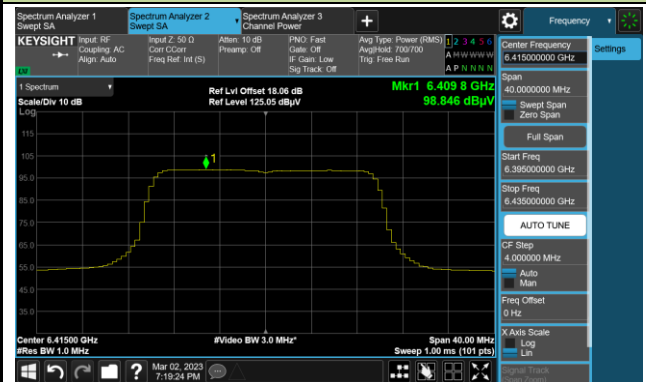 Spectrum Analyzer 1
Swept SA
Spectrum Analyzer 2
Swept SA
Spectrum Analyzer 3
Channel Power
+
Frequency
KEYSIGHT
Input: RF
Coupling: AC
Align: Auto
Input Z: 50 Ω
Corr CCorr
Freq Ref: Int (S)
Atten: 10 dB
Preamp: Off
PNO: Fast
Gate: Off
IF Gain: Low
Sig Track: Off
Avg Type: Power (RMS)
Avg|Hold: 700/700
Trig: Free Run
1 2 3 4 5 6
A W W W W W
A P N N N N
LXI
1 Spectrum
Scale/Div 10 dB
Log
Ref Lvl Offset 18.06 dB
Ref Level 125.05 dBµV
Mkr1 6.409 8 GHz
98.846 dBµV
115
105
95.0
85.0
75.0
65.0
55.0
45.0
35.0
1
Center 6.41500 GHz
#Res BW 1.0 MHz
#Video BW 3.0 MHz*
Span 40.00 MHz
Sweep 1.00 ms (101 pts)
Center Frequency
6.415000000 GHz
Settings
Span
40.0000000 MHz
Swept Span
Zero Span
Full Span
Start Freq
6.395000000 GHz
Stop Freq
6.435000000 GHz
AUTO TUNE
CF Step
4.000000 MHz
Auto
Man
Freq Offset
0 Hz
X Axis Scale
Log
Lin
Signal Track
(Span Zoom)
?
Mar 02, 2023
7:19:24 PM